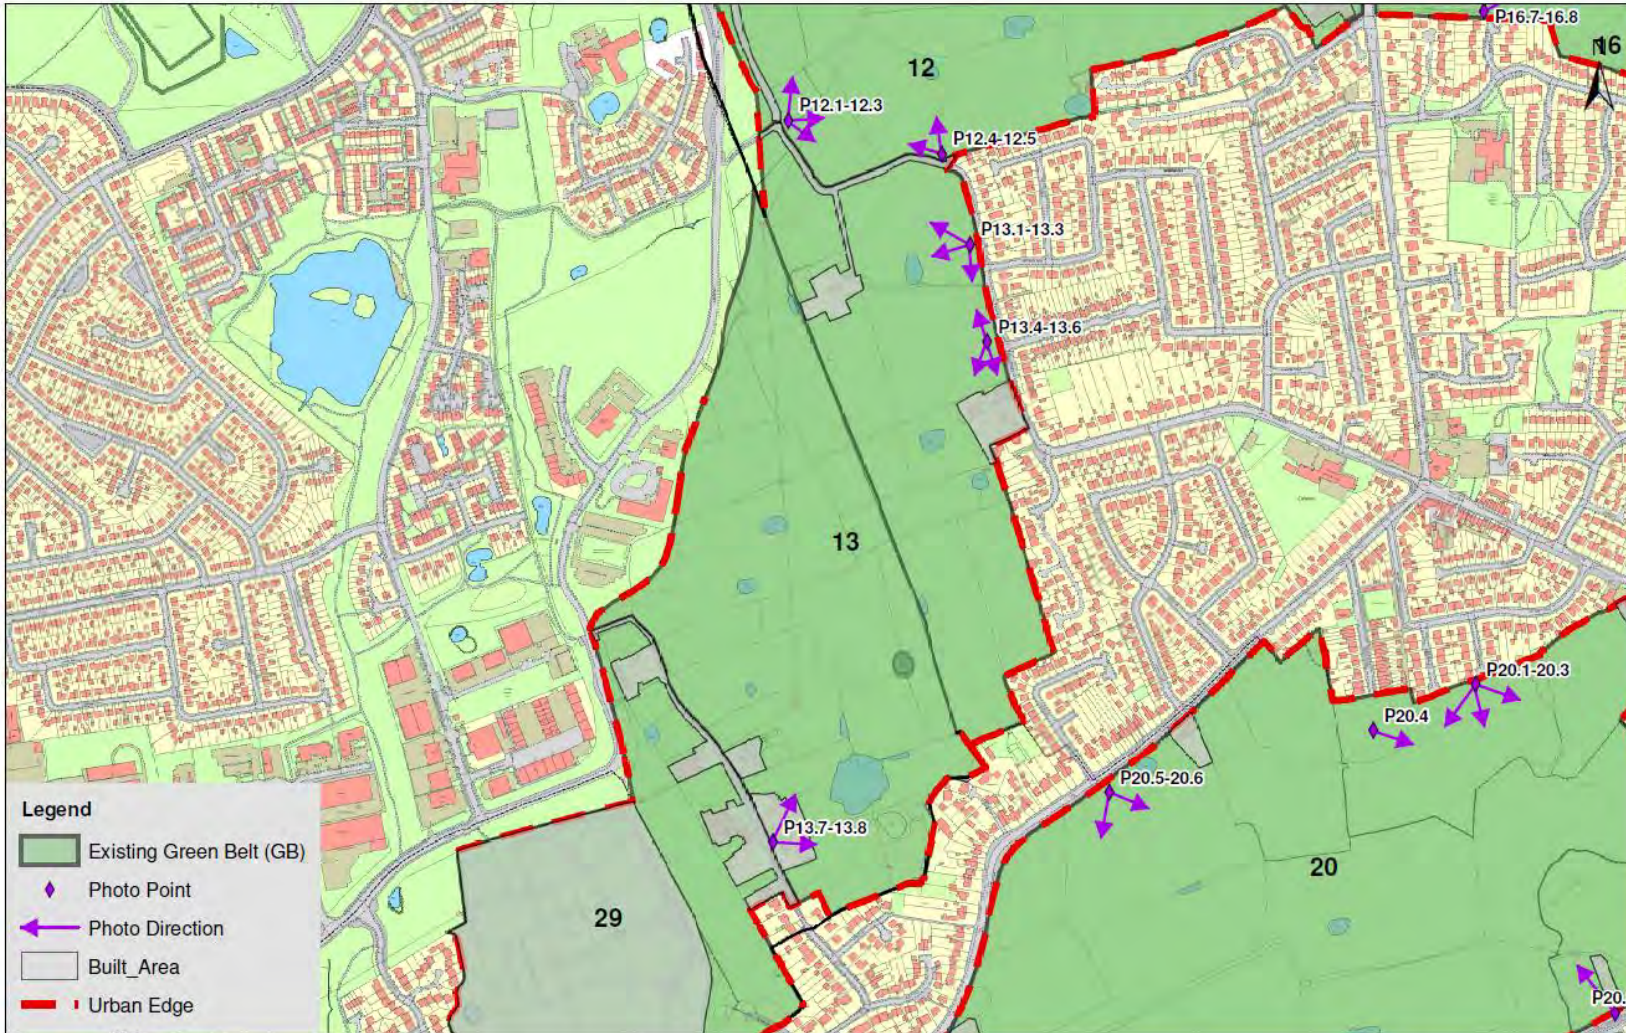 P16.7-16.8
16
N
12
P12.1-12.3
P12.4-12.5
P13.1-13.3
P13.4-13.6
13
P20.1-20.3
P20.4
P20.5-20.6
P13.7-13.8
20
29
P20.
Legend
Existing Green Belt (GB)
Photo Point
Photo Direction
Built_Area
Urban Edge